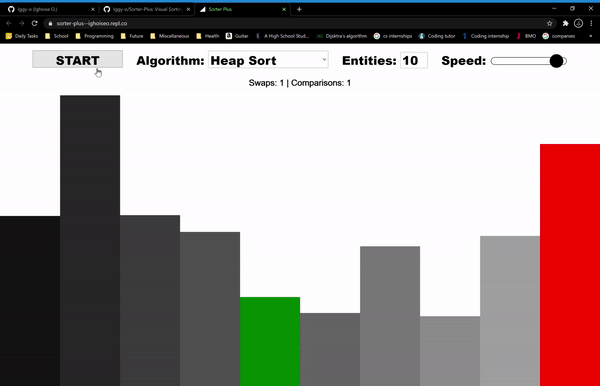 Iggy-o (Ighoise O.)
Iggy-o/Sorter-Plus: Visual Sortin
Sorter Plus
sorter-plus--ighoiseo.repl.co
Daily Tasks School Programming Future Miscellaneous Health Guitar A High School Stud... Dijsktra's algorithm cs internships Coding tutor Coding internships BMO companies
START Algorithm: Heap Sort Entities: 10 Speed:
Swaps: 1 | Comparisons: 1